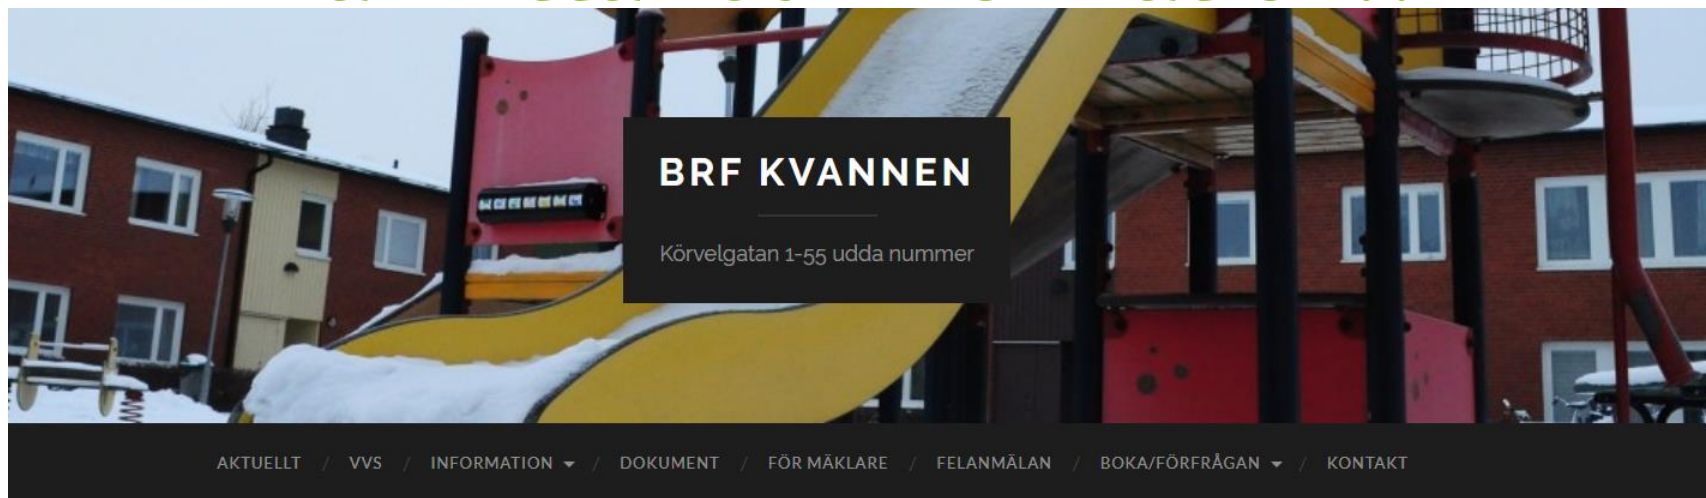 BRF KVANNEN
Körvelgatan 1-55 udda nummer
AKTUELLT / VVS / INFORMATION / DOKUMENT / FÖR MÄKLARE / FELANMÄLAN / BOKA/FÖRFRÅGAN / KONTAKT